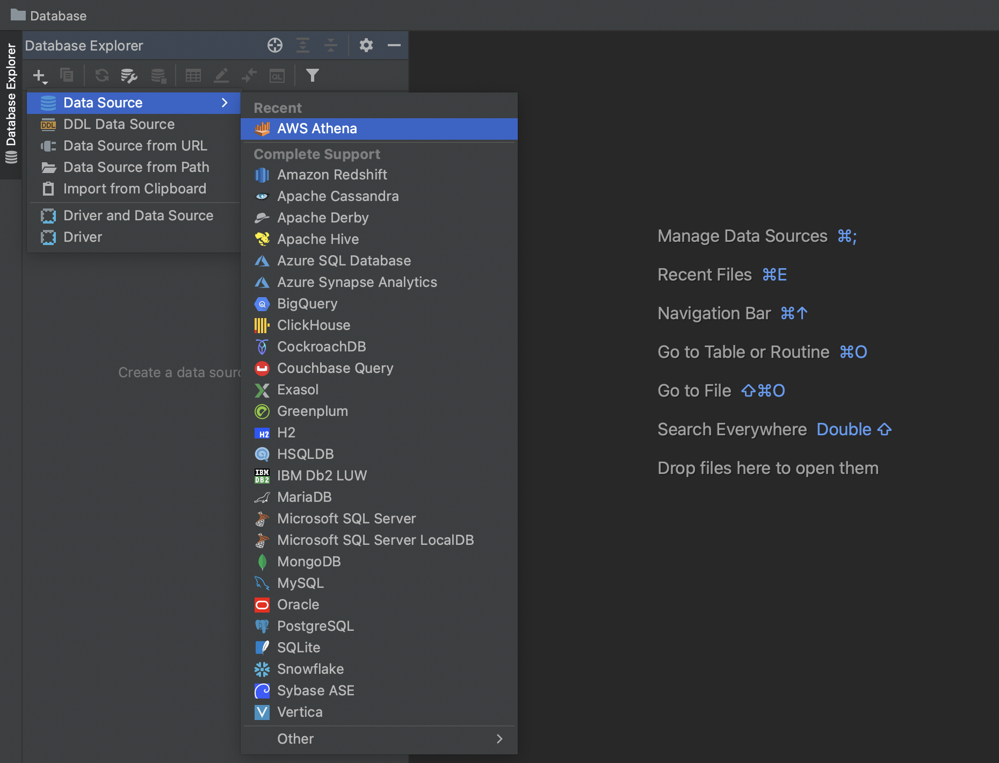 Database
Database Explorer
Database Explorer
QL
Data Source
DDL Data Source
DDL
Data Source from URL
Data Source from Path
Import from Clipboard
Driver and Data Source
Driver
Create a data sourc
Recent
AWS Athena
Complete Support
Amazon Redshift
Apache Cassandra
Apache Derby
Apache Hive
Azure SQL Database
Azure Synapse Analytics
BigQuery
ClickHouse
CockroachDB
Couchbase Query
Exasol
Greenplum
H2 H2
HSQLDB
IBM DB2 IBM Db2 LUW
MariaDB
Microsoft SQL Server
Microsoft SQL Server LocalDB
MongoDB
MySQL
Oracle
PostgreSQL
SQLite
Snowflake
Sybase ASE
Vertica
Other
Manage Data Sources ⌘;
Recent Files ⌘E
Navigation Bar ⌘↑
Go to Table or Routine ⌘O
Go to File ⇧⌘O
Search Everywhere Double ⇧
Drop files here to open them